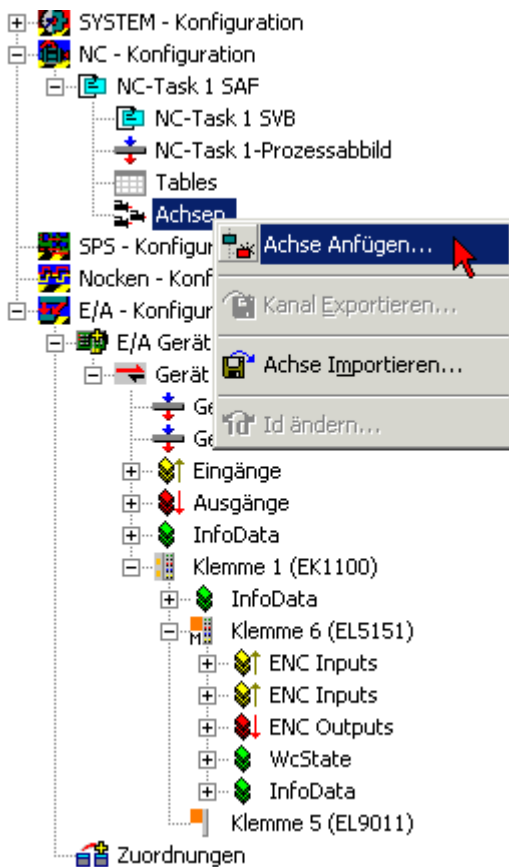 SYSTEM - Konfiguration
NC - Konfiguration
NC-Task 1 SAF
NC-Task 1 SVB
NC-Task 1-Prozessabbild
Tables
Achsen
Achse Anfügen...
SPS - Konfigur
Nocken - Konf
Kanal Exportieren...
E/A - Konfigur
E/A Gerät
Achse Importieren...
Gerät
Ge
Ge
Id ändern...
Eingänge
Ausgänge
InfoData
Klemme 1 (EK1100)
InfoData
M
Klemme 6 (EL5151)
ENC Inputs
ENC Inputs
ENC Outputs
WcState
InfoData
Klemme 5 (EL9011)
Zuordnungen